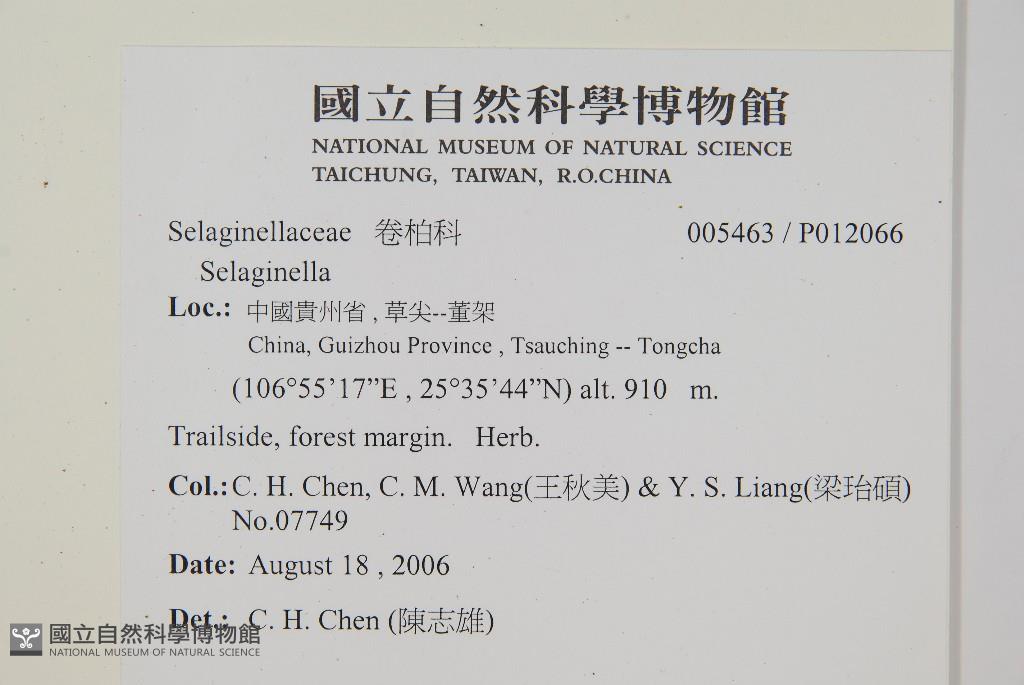 國立自然科學博物館
NATIONAL MUSEUM OF NATURAL SCIENCE
TAICHUNG, TAIWAN, R.O.CHINA
Selaginellaceae 卷柏科 005463 / P012066
Selaginella
Loc.: 中國貴州省 , 草尖--董架
China, Guizhou Province , Tsauching -- Tongcha
(106°55’17”E , 25°35’44”N) alt. 910 m.
Trailside, forest margin. Herb.
Col.: C. H. Chen, C. M. Wang(王秋美) & Y. S. Liang(梁珆碩)
No.07749
Date: August 18 , 2006
Det.: C. H. Chen (陳志雄)
國立自然科學博物館
NATIONAL MUSEUM OF NATURAL SCIENCE